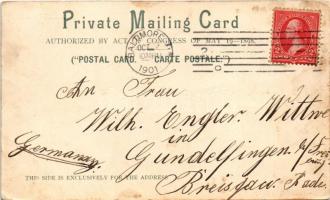 Private Mailing Card
AUTHORIZED BY ACT OF CONGRESS OF MAY 19-1898.
BALTIMORE, M
OCT
1901
("POSTAL CARD. CARTE POSTALE.")
An Frau
Wilh. Engler Wittwe
in
Gundelfingen
Germany
Breisgau. Baden
THIS SIDE IS EXCLUSIVELY FOR THE ADDRESS